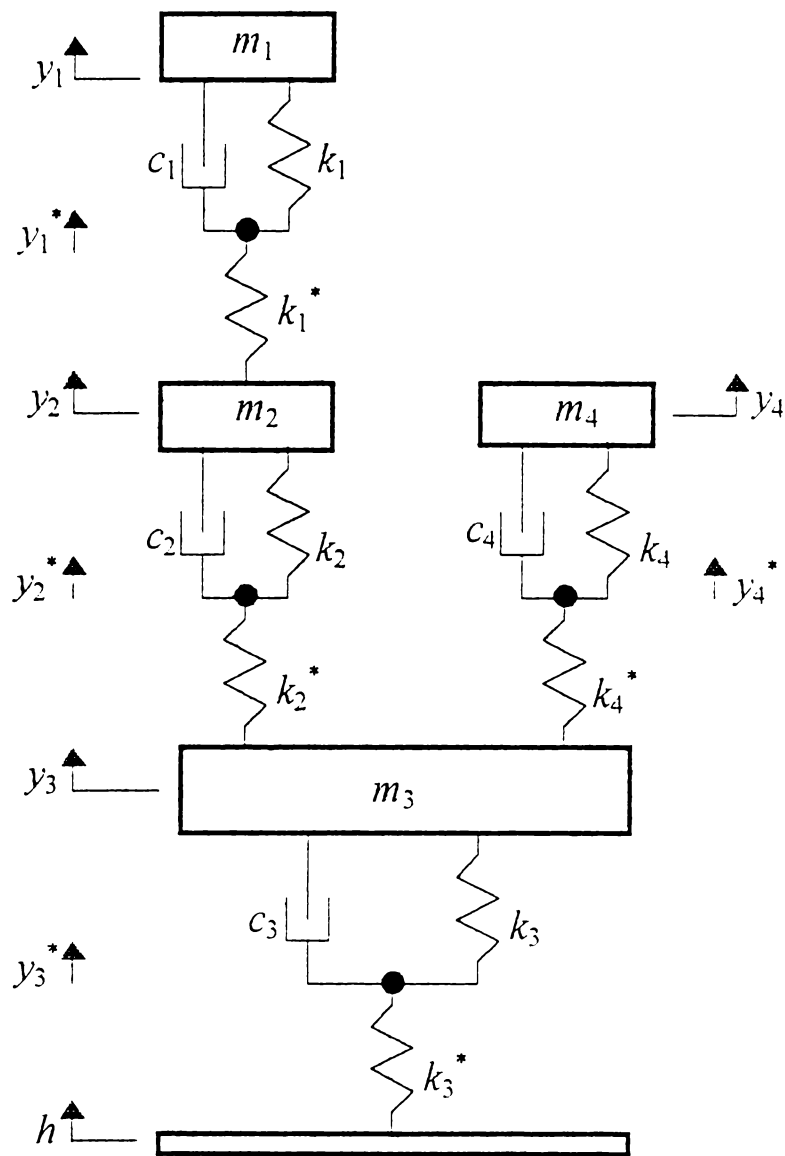 m₁
y₁
c₁ k₁
y₁*
k₁*
y₂ m₂ m₄ y₄
c₂ k₂ c₄ k₄
y₂* y₄*
k₂* k₄*
y₃ m₃
c₃ k₃
y₃*
k₃*
h